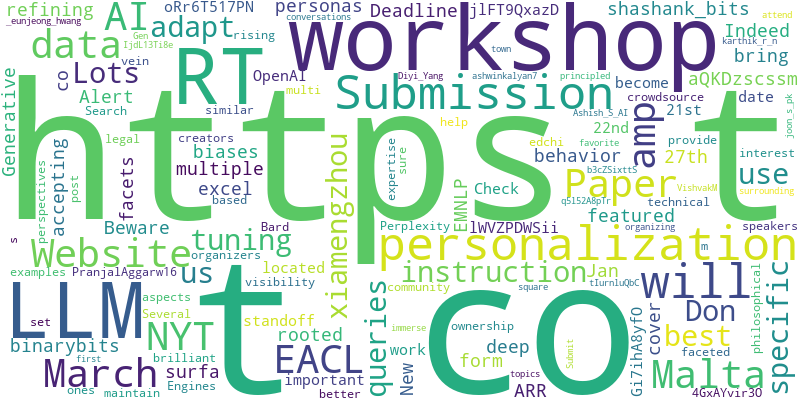 _eunjeong_hwang
refining
AI
adapt
oRr6T517PN
personas
conversations
rising
Gen
IjdL13Ti8e
Deadline
jlFT9QxazD
workshop
shashank_bits
Indeed
karthik_r_n
attend
bring
data
Lots
co
vein
RT
OpenAI
multi
Diyi_Yang
ashwinkalyan7
principled
town
Submission
aQKDzscssm
crowdsource
become
date
Generative
Alert
Search
similar
https
t
amp
Ashish_S_AI
favorite
help
22nd
21st
joon_s_pk
legal
creators
accepting
facets
biases
multiple
excel
based
Beware
perspectives
post
xiamengzhou
expertise
sure
EMNLP
edchi
behavior
provide
27th
interest
use
b3cZSixttS
Paper
VishvakM
surrounding
Check
q5152A8pTr
technical
featured
speakers
s
Website
tuning
us
organizers
Bard
Perplexity
lWVZPDWSii
organizing
m
personalization
examples
PranjalAggarw16
located
visibility
community
instruction
Jan
tIurnluQbC
will
specific
philosophical
LLM
NYT
aspects
Several
set
standoff
rooted
immerse
square
t
co
queries
ownership
Don
cover
best
faceted
binarybits
surfa
EACL
important
work
deep
form
Submit
Gi7ihA8yfO
Malta
March
brilliant
Engines
first
ones
maintain
better
New
ARR
topics
4GxAYvir3O